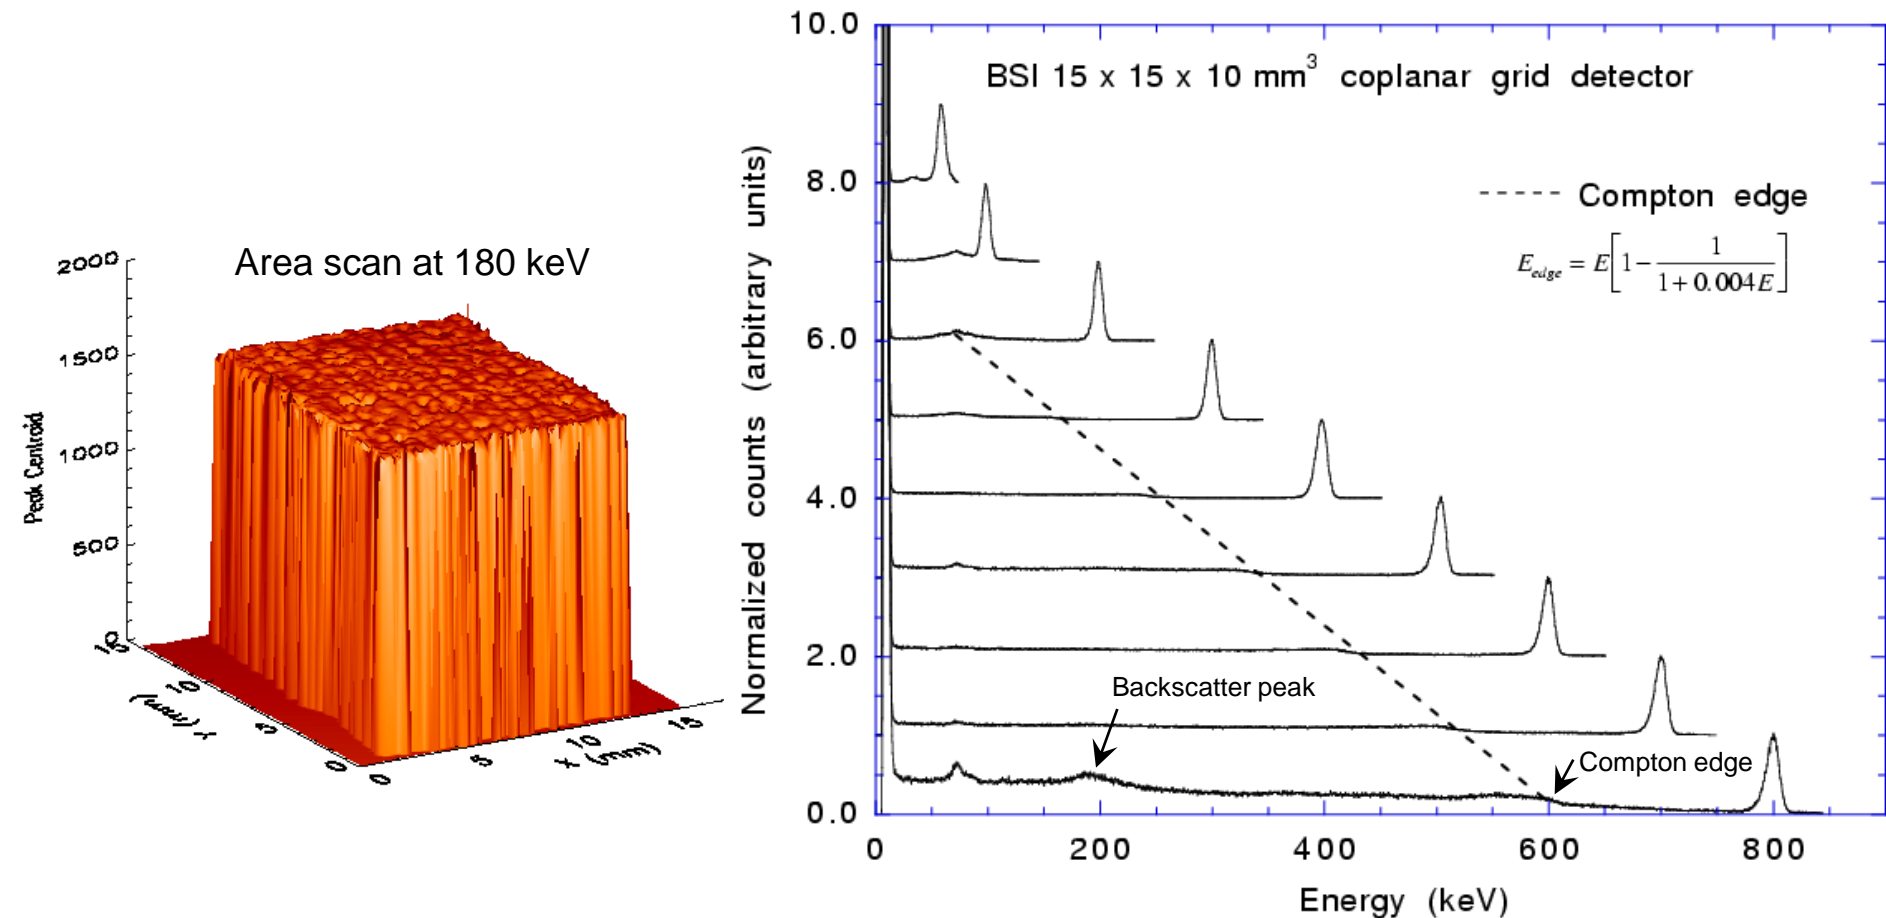 Area scan at 180 keV
2000
1500
1000
500
0
Peak Centroid
15
10
5
0
Y (mm)
0
5
10
15
X (mm)
10.0
8.0
6.0
4.0
2.0
0.0
Normalized counts (arbitrary units)
BSI 15 x 15 x 10 mm³ coplanar grid detector
Compton edge
E_edge = E[1 - 1/(1 + 0.004E)]
Backscatter peak
Compton edge
0 200 400 600 800
Energy (keV)